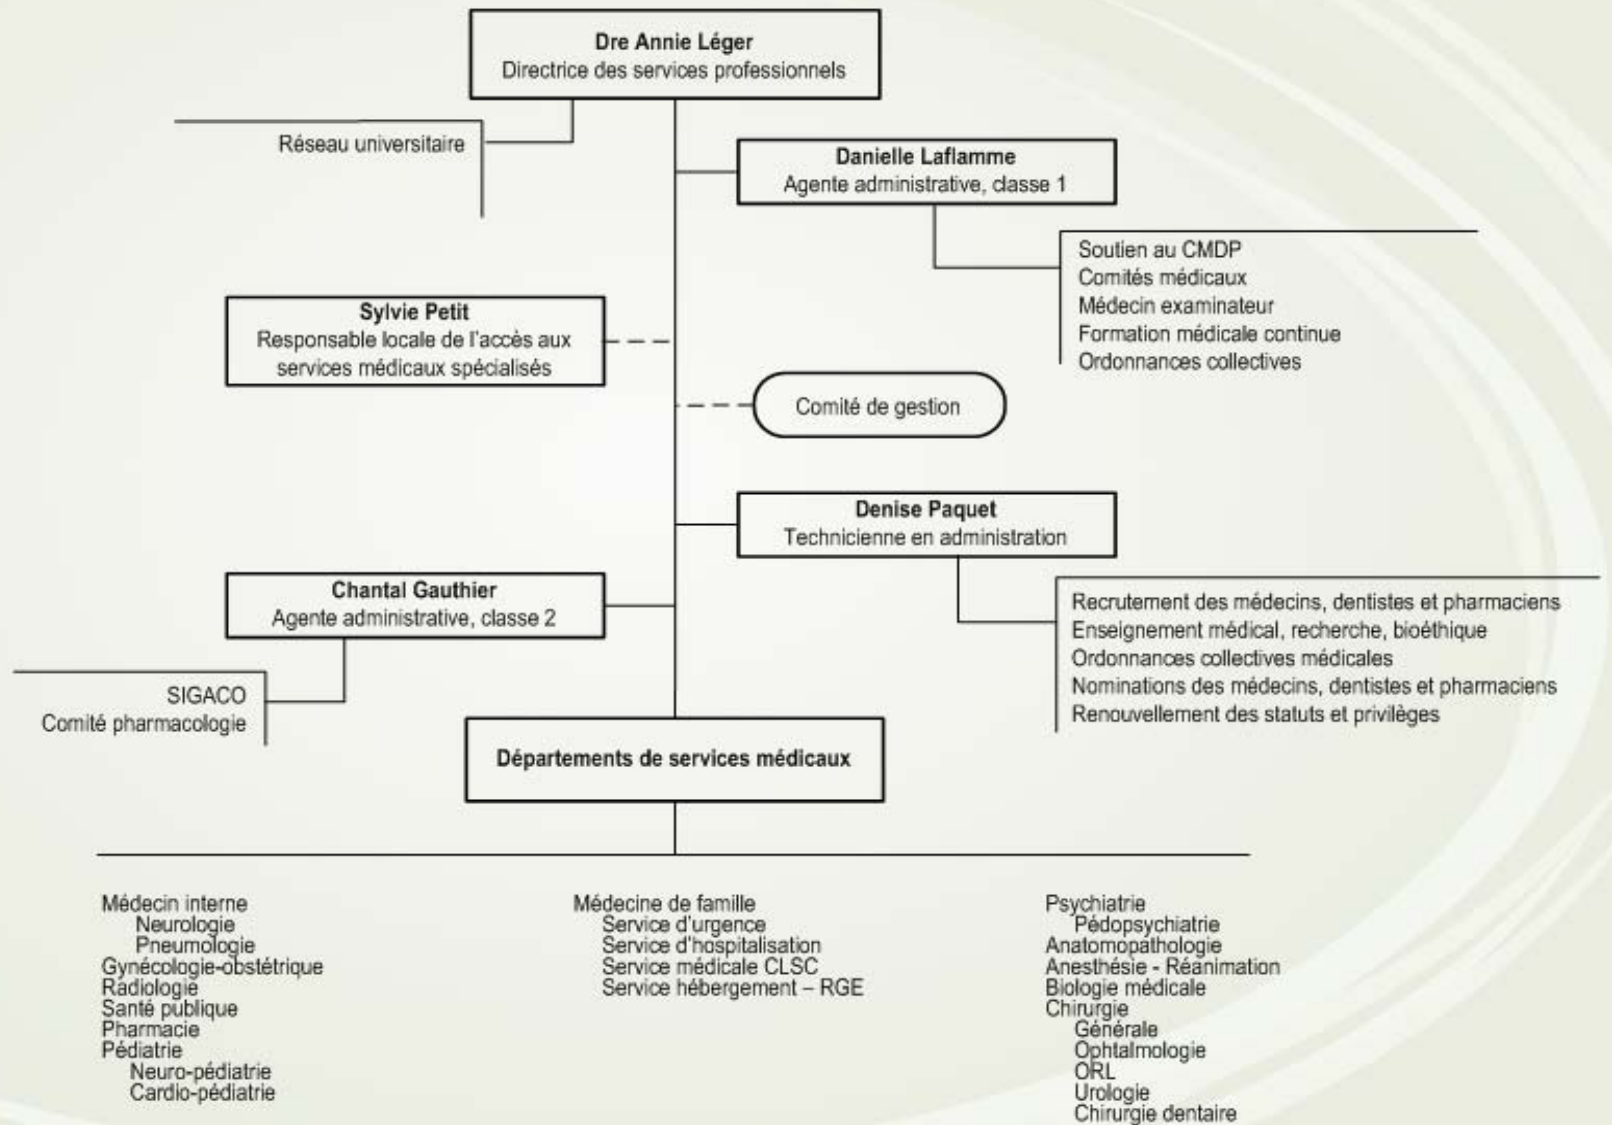 Dre Annie Léger
Directrice des services professionnels
Réseau universitaire
Danielle Laflamme
Agente administrative, classe 1
Soutien au CMDP
Comités médicaux
Médecin examinateur
Formation médicale continue
Ordonnances collectives
Sylvie Petit
Responsable locale de l'accès aux
services médicaux spécialisés
Comité de gestion
Denise Paquet
Technicienne en administration
Recrutement des médecins, dentistes et pharmaciens
Enseignement médical, recherche, bioéthique
Ordonnances collectives médicales
Nominations des médecins, dentistes et pharmaciens
Renouvellement des statuts et privilèges
Chantal Gauthier
Agente administrative, classe 2
SIGACO
Comité pharmacologie
Départements de services médicaux
Médecin interne
Neurologie
Pneumologie
Gynécologie-obstétrique
Radiologie
Santé publique
Pharmacie
Pédiatrie
Neuro-pédiatrie
Cardio-pédiatrie
Médecine de famille
Service d'urgence
Service d'hospitalisation
Service médicale CLSC
Service hébergement – RGE
Psychiatrie
Pédopsychiatrie
Anatomopathologie
Anesthésie - Réanimation
Biologie médicale
Chirurgie
Générale
Ophtalmologie
ORL
Urologie
Chirurgie dentaire